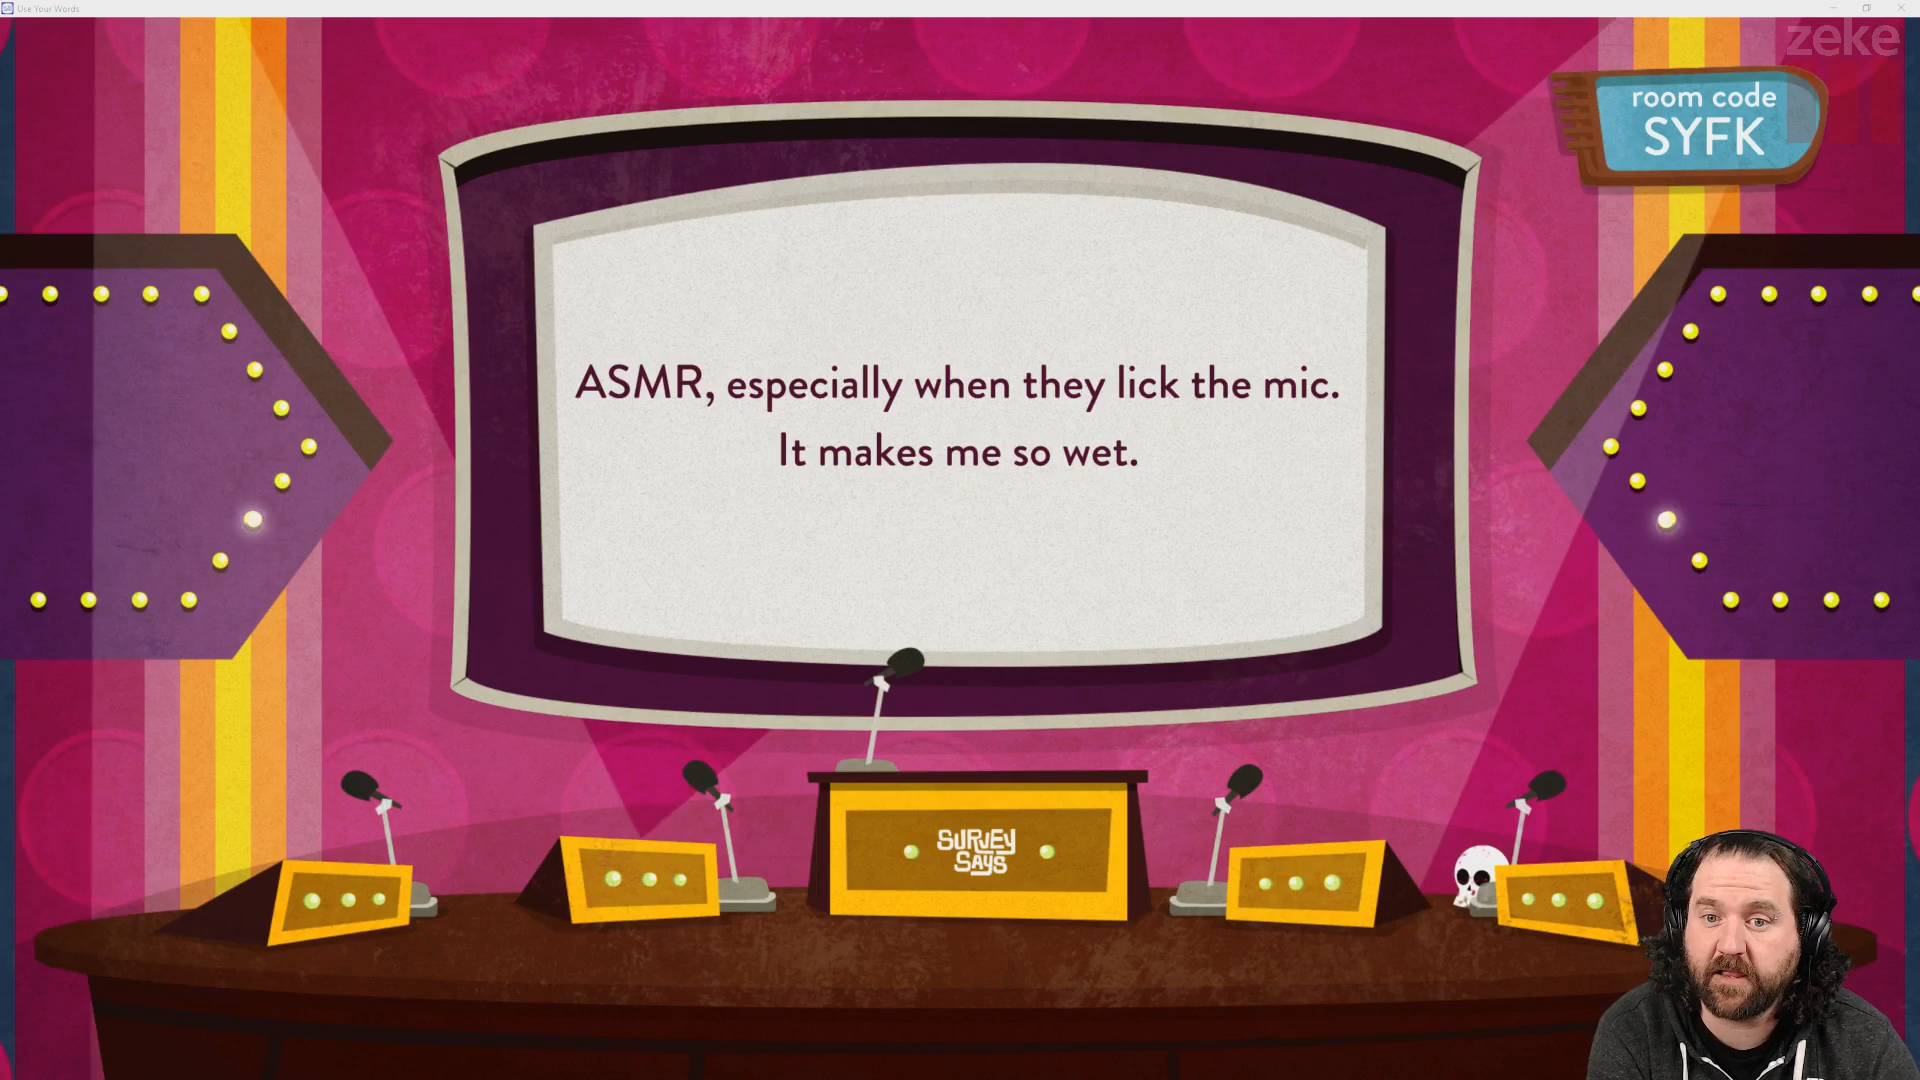 Use Your Words
zeke
room code
SYFK
ASMR, especially when they lick the mic.
It makes me so wet.
SURVEY
SAYS